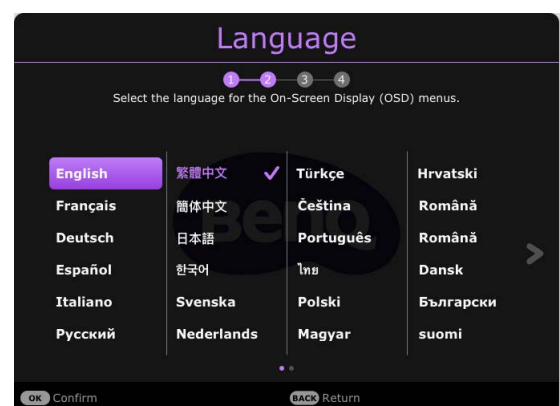 Language
1 2 3 4
Select the language for the On-Screen Display (OSD) menus.
English 繁體中文 Türkçe Hrvatski
Français 簡体中文 Čeština Română
Deutsch 日本語 Português Română
Español 한국어 ไทย Dansk
Italiano Svenska Polski Български
Русский Nederlands Magyar suomi
BenQ
OK Confirm BACK Return